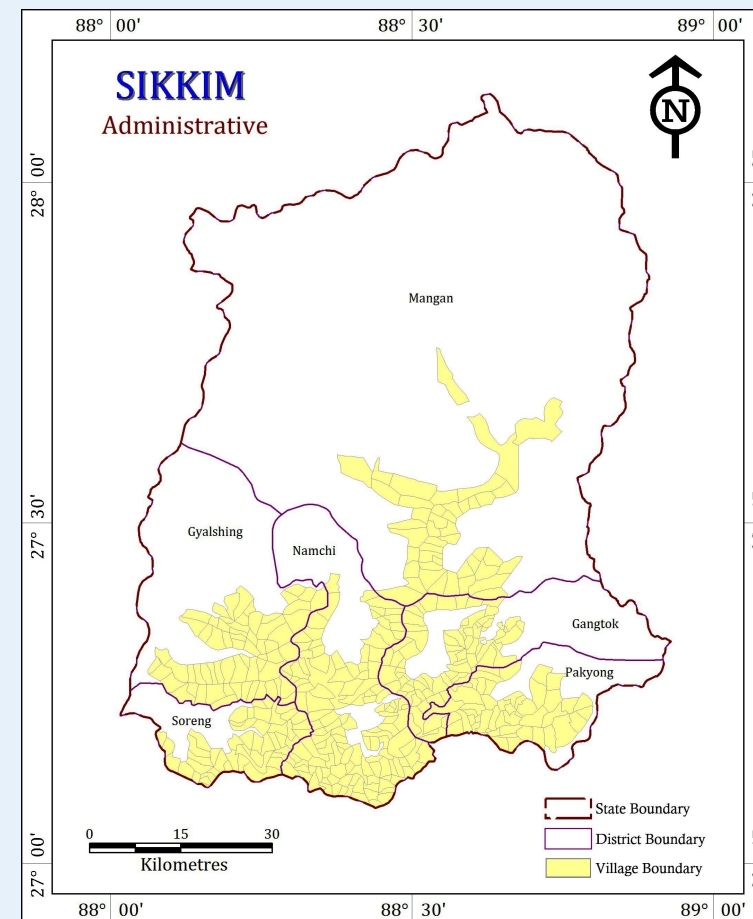 88° 00' 88° 30' 89° 00'
SIKKIM
Administrative
N
28° 00'
Mangan
27° 30'
Gyalshing
Namchi
Gangtok
Pakyong
Soreng
State Boundary
0 15 30
District Boundary
Kilometres
Village Boundary
27° 00'
88° 00' 88° 30' 89° 00'